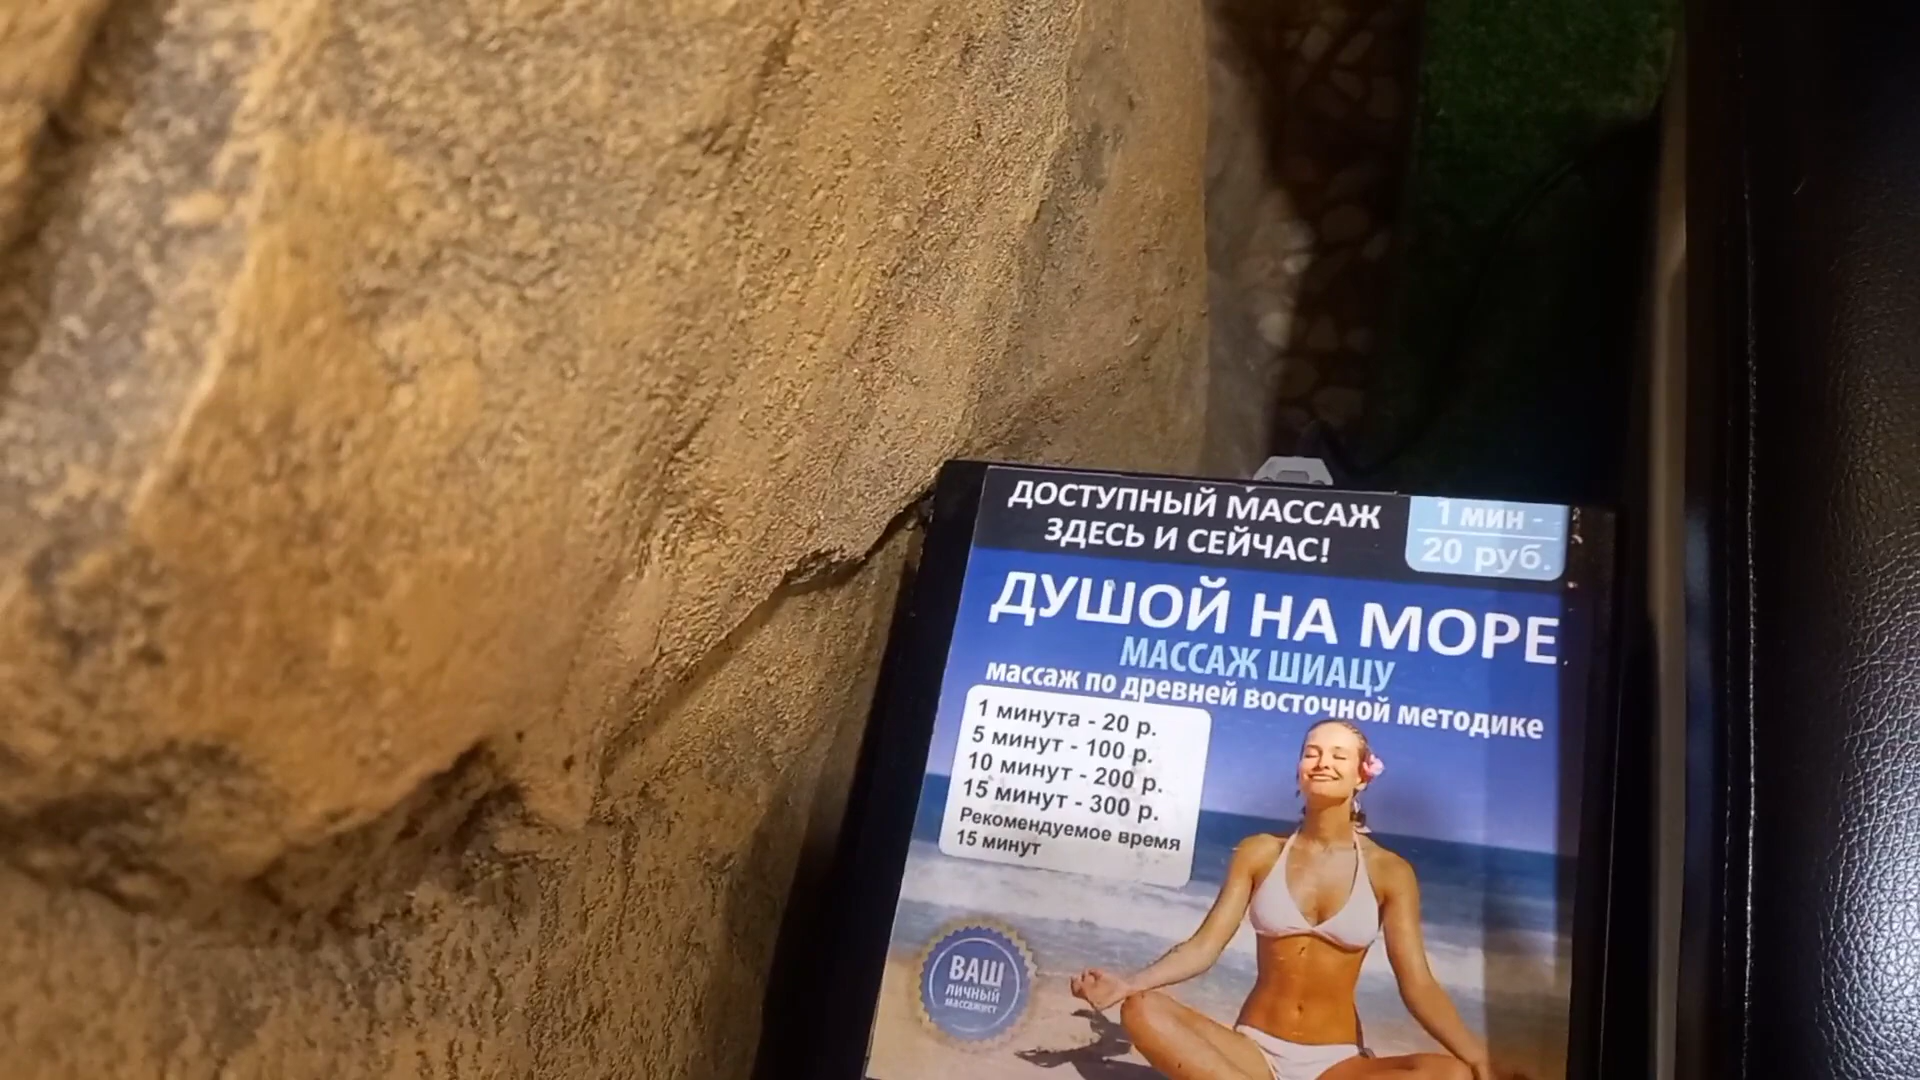 ДОСТУПНЫЙ МАССАЖ
ЗДЕСЬ И СЕЙЧАС!
1 мин -
20 руб.
ДУШОЙ НА МОРЕ
МАССАЖ ШИАЦУ
массаж по древней восточной методике
1 минута - 20 р.
5 минут - 100 р.
10 минут - 200 р.
15 минут - 300 р.
Рекомендуемое время
15 минут
ВАШ
личный
массажист